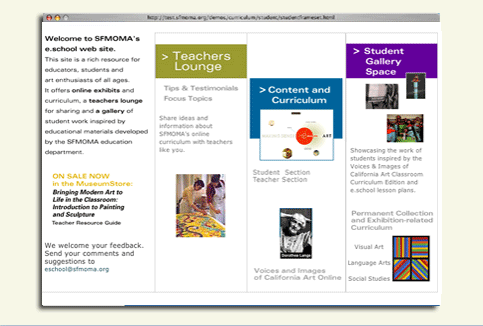 http://test.sfmoma.org/democ/curriculum/student/studentframeset.html
Welcome to SFMOMA's
e.school web site.
This site is a rich resource for
educators, students and
art enthusiasts of all ages.
It offers online exhibits and
curriculum, a teachers lounge
for sharing and a gallery of
student work inspired by
educational materials developed
by the SFMOMA education
department.
ON SALE NOW
in the MuseumStore:
Bringing Modern Art to
Life in the Classroom:
Introduction to Painting
and Sculpture
Teacher Resource Guide
We welcome your feedback.
Send your comments and
suggestions to
eschool@sfmoma.org
> Teachers
Lounge
Tips & Testimonials
Focus Topics
Share ideas and
information about
SFMOMA's online
curriculum with teachers
like you.
> Content and
Curriculum
ART
Student Section
Teacher Section
Dorothea Lange
Voices and Images
of California Art Online
> Student
Gallery
Space
Showcasing the work of
students inspired by the
Voices & Images of
California Art Classroom
Curriculum Edition and
e.school lesson plans.
Permanent Collection
and Exhibition-related
Curriculum
Visual Art
Language Arts
Social Studies